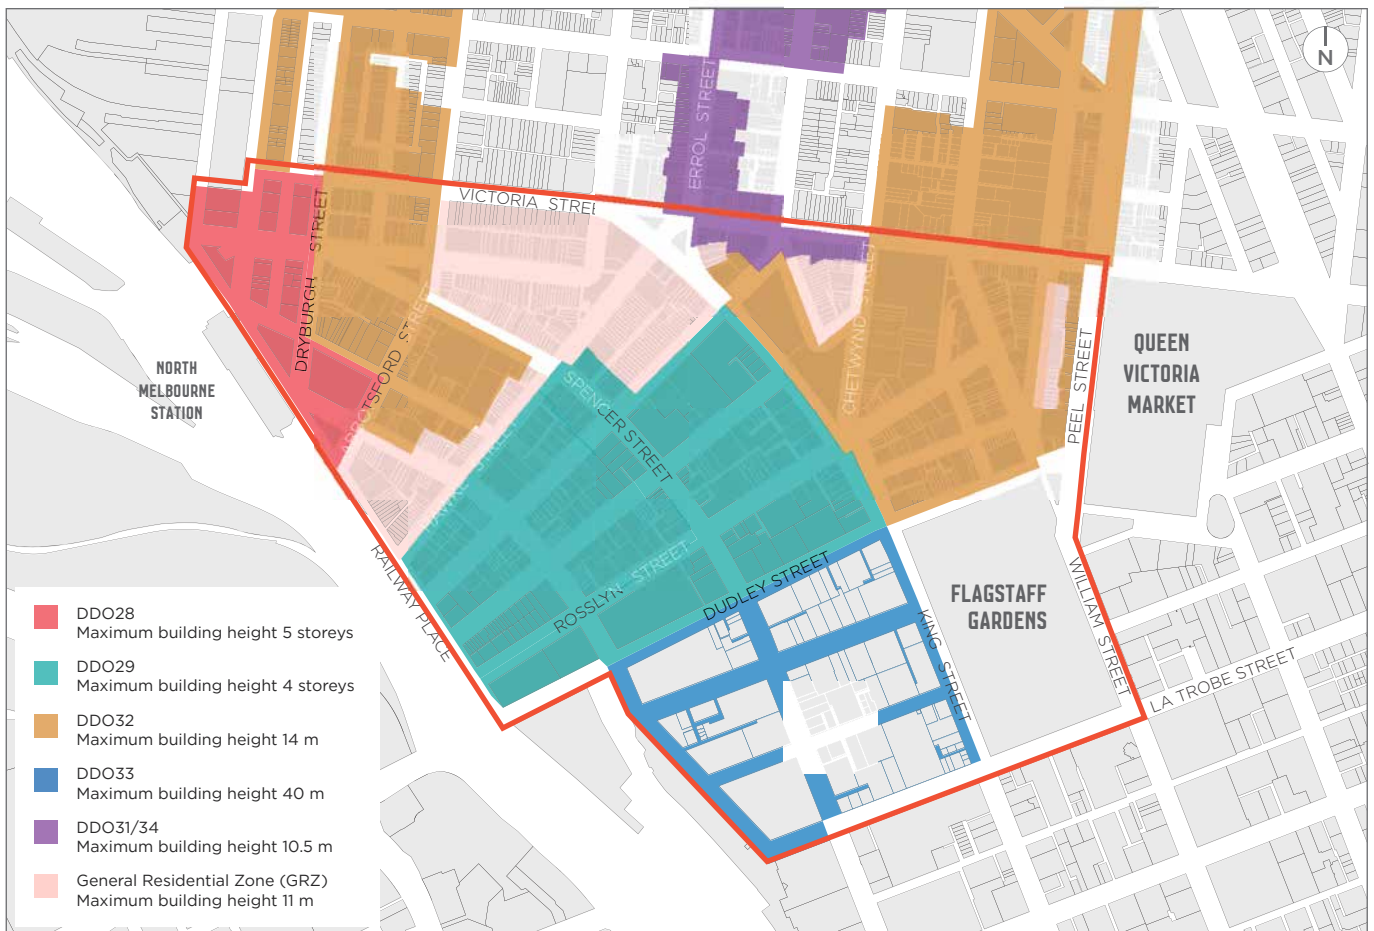 N
ERROL STREET
VICTORIA STREE
DRYBURGH STREET
CHETWYND STREET
PEEL STREET
QUEEN
VICTORIA
MARKET
NORTH
MELBOURNE
STATION
SPENCER STREET
ROSSLYN STREET
DUDLEY STREET
RAILWAY PLACE
FLAGSTAFF
GARDENS
KING STREET
WILLIAM STREET
LA TROBE STREET
DDO28
Maximum building height 5 storeys
DDO29
Maximum building height 4 storeys
DDO32
Maximum building height 14 m
DDO33
Maximum building height 40 m
DDO31/34
Maximum building height 10.5 m
General Residential Zone (GRZ)
Maximum building height 11 m